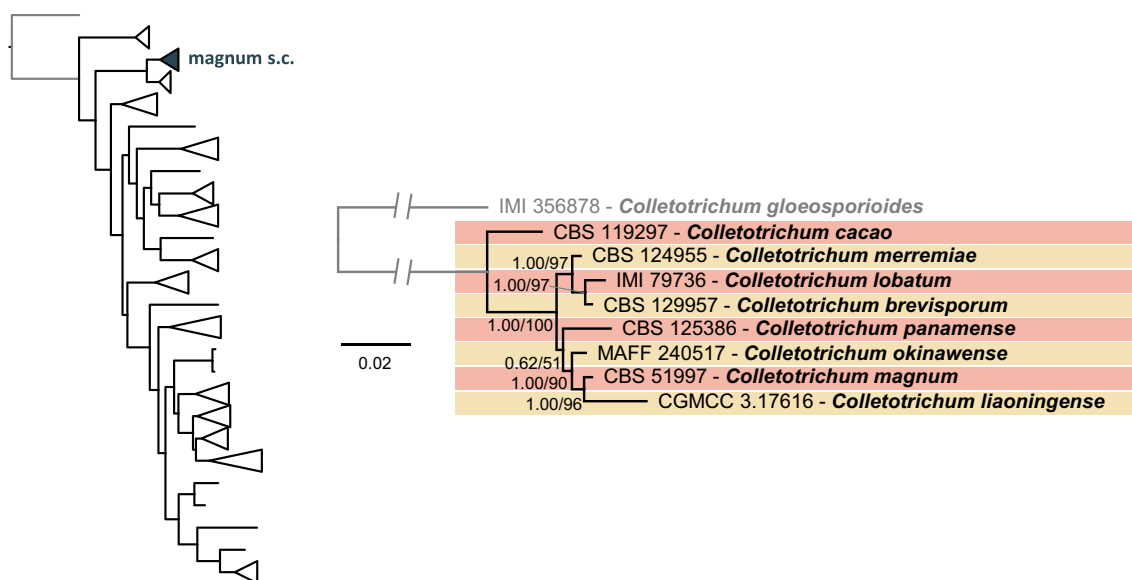 magnum s.c.
IMI 356878 - Colletotrichum gloeosporioides
CBS 119297 - Colletotrichum cacao
CBS 124955 - Colletotrichum merremiae
1.00/97
IMI 79736 - Colletotrichum lobatum
1.00/97
CBS 129957 - Colletotrichum brevisporum
1.00/100
CBS 125386 - Colletotrichum panamense
MAFF 240517 - Colletotrichum okinawense
0.62/51
0.02
CBS 51997 - Colletotrichum magnum
1.00/90
CGMCC 3.17616 - Colletotrichum liaoningense
1.00/96